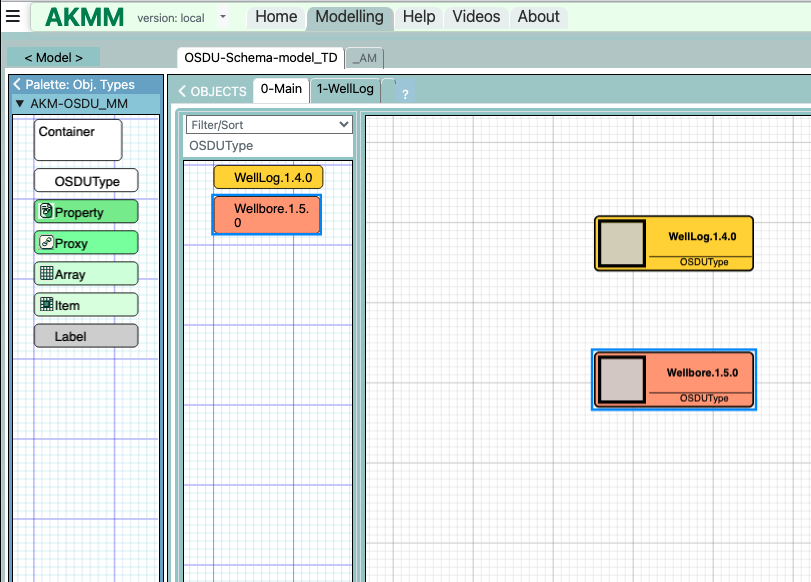 AKMM
version: local
Home
Modelling
Help
Videos
About
< Model >
OSDU-Schema-model_TD
_AM
Palette: Obj. Types
AKM-OSDU_MM
Container
OSDUType
Property
Proxy
Array
Item
Label
OBJECTS
0-Main
1-WellLog
?
Filter/Sort
OSDUType
WellLog.1.4.0
Wellbore.1.5.
0
WellLog.1.4.0
OSDUType
Wellbore.1.5.0
OSDUType